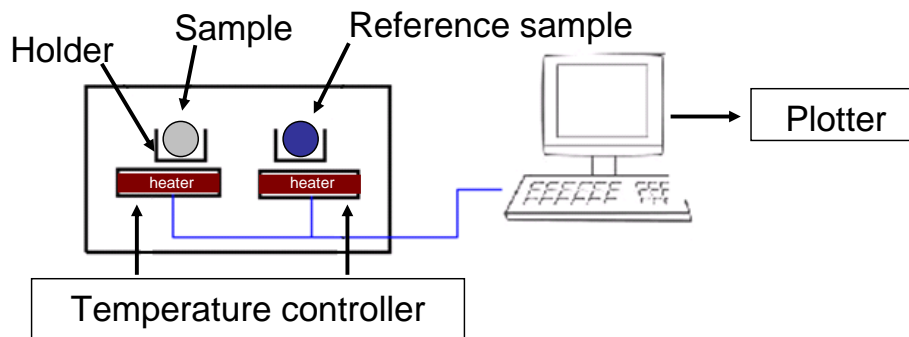 Sample
Reference sample
Holder
Plotter
heater
heater
Temperature controller